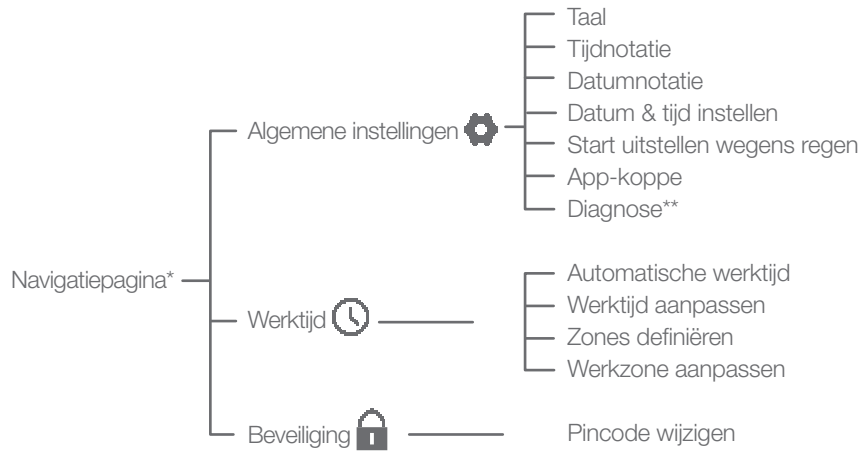 Taal
Tijdnotatie
Datumnotatie
Algemene instellingen
Datum & tijd instellen
Start uitstellen wegens regen
App-koppe
Diagnose**
Navigatiepagina*
Automatische werktijd
Werktijd
Werktijd aanpassen
Zones definiëren
Werkzone aanpassen
Beveiliging
Pincode wijzigen